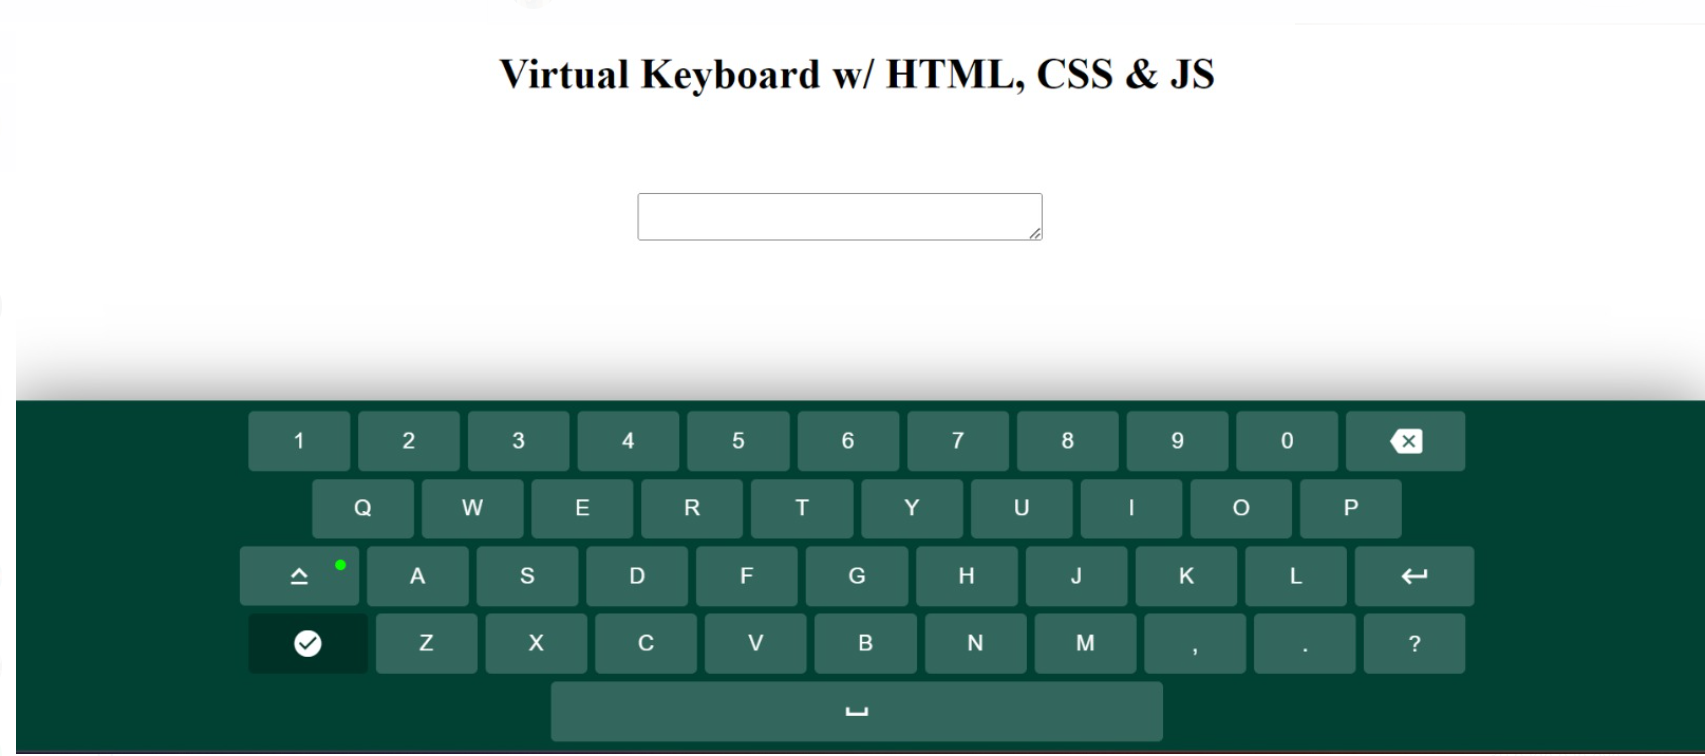 Virtual Keyboard w/ HTML, CSS & JS
1 2 3 4 5 6 7 8 9 0
Q W E R T Y U I O P
A S D F G H J K L
Z X C V B N M , . ?